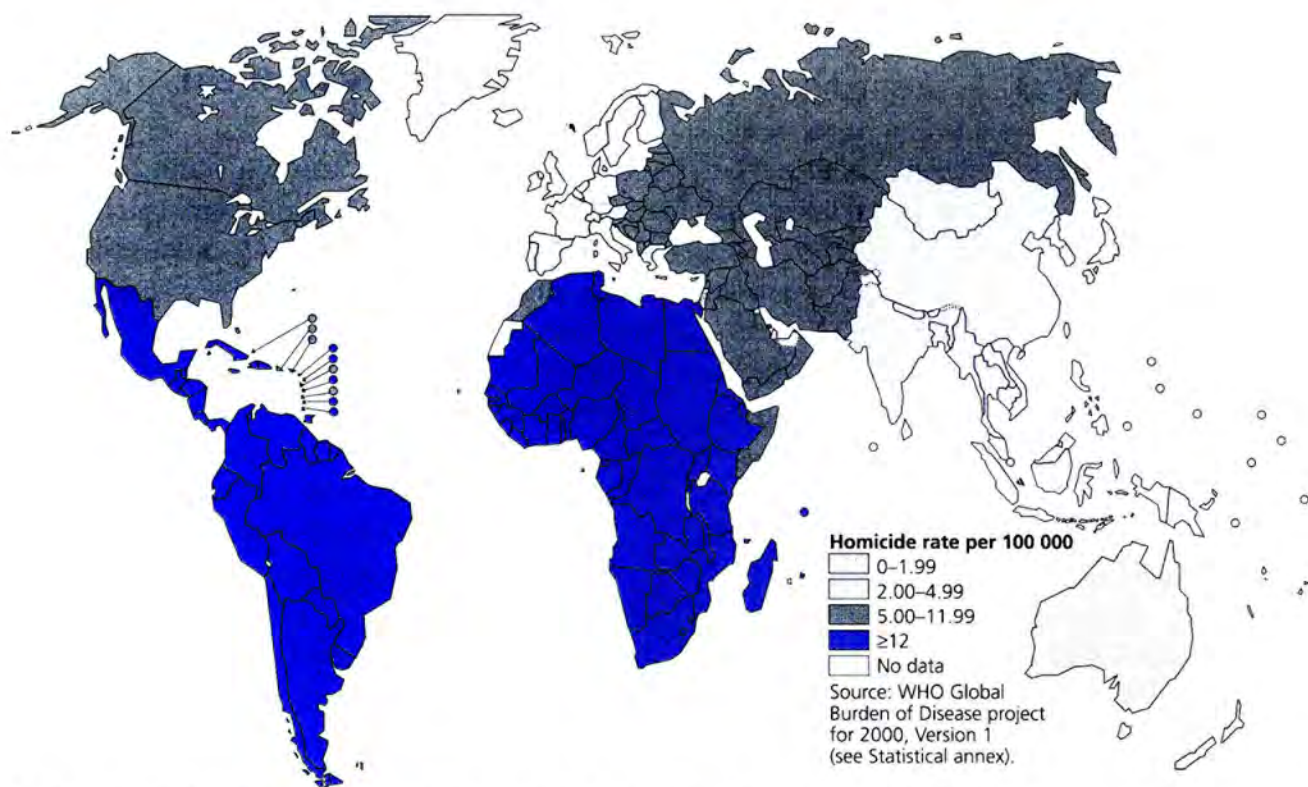 Homicide rate per 100 000
0–1.99
2.00–4.99
5.00–11.99
≥12
No data
Source: WHO Global
Burden of Disease project
for 2000, Version 1
(see Statistical annex).